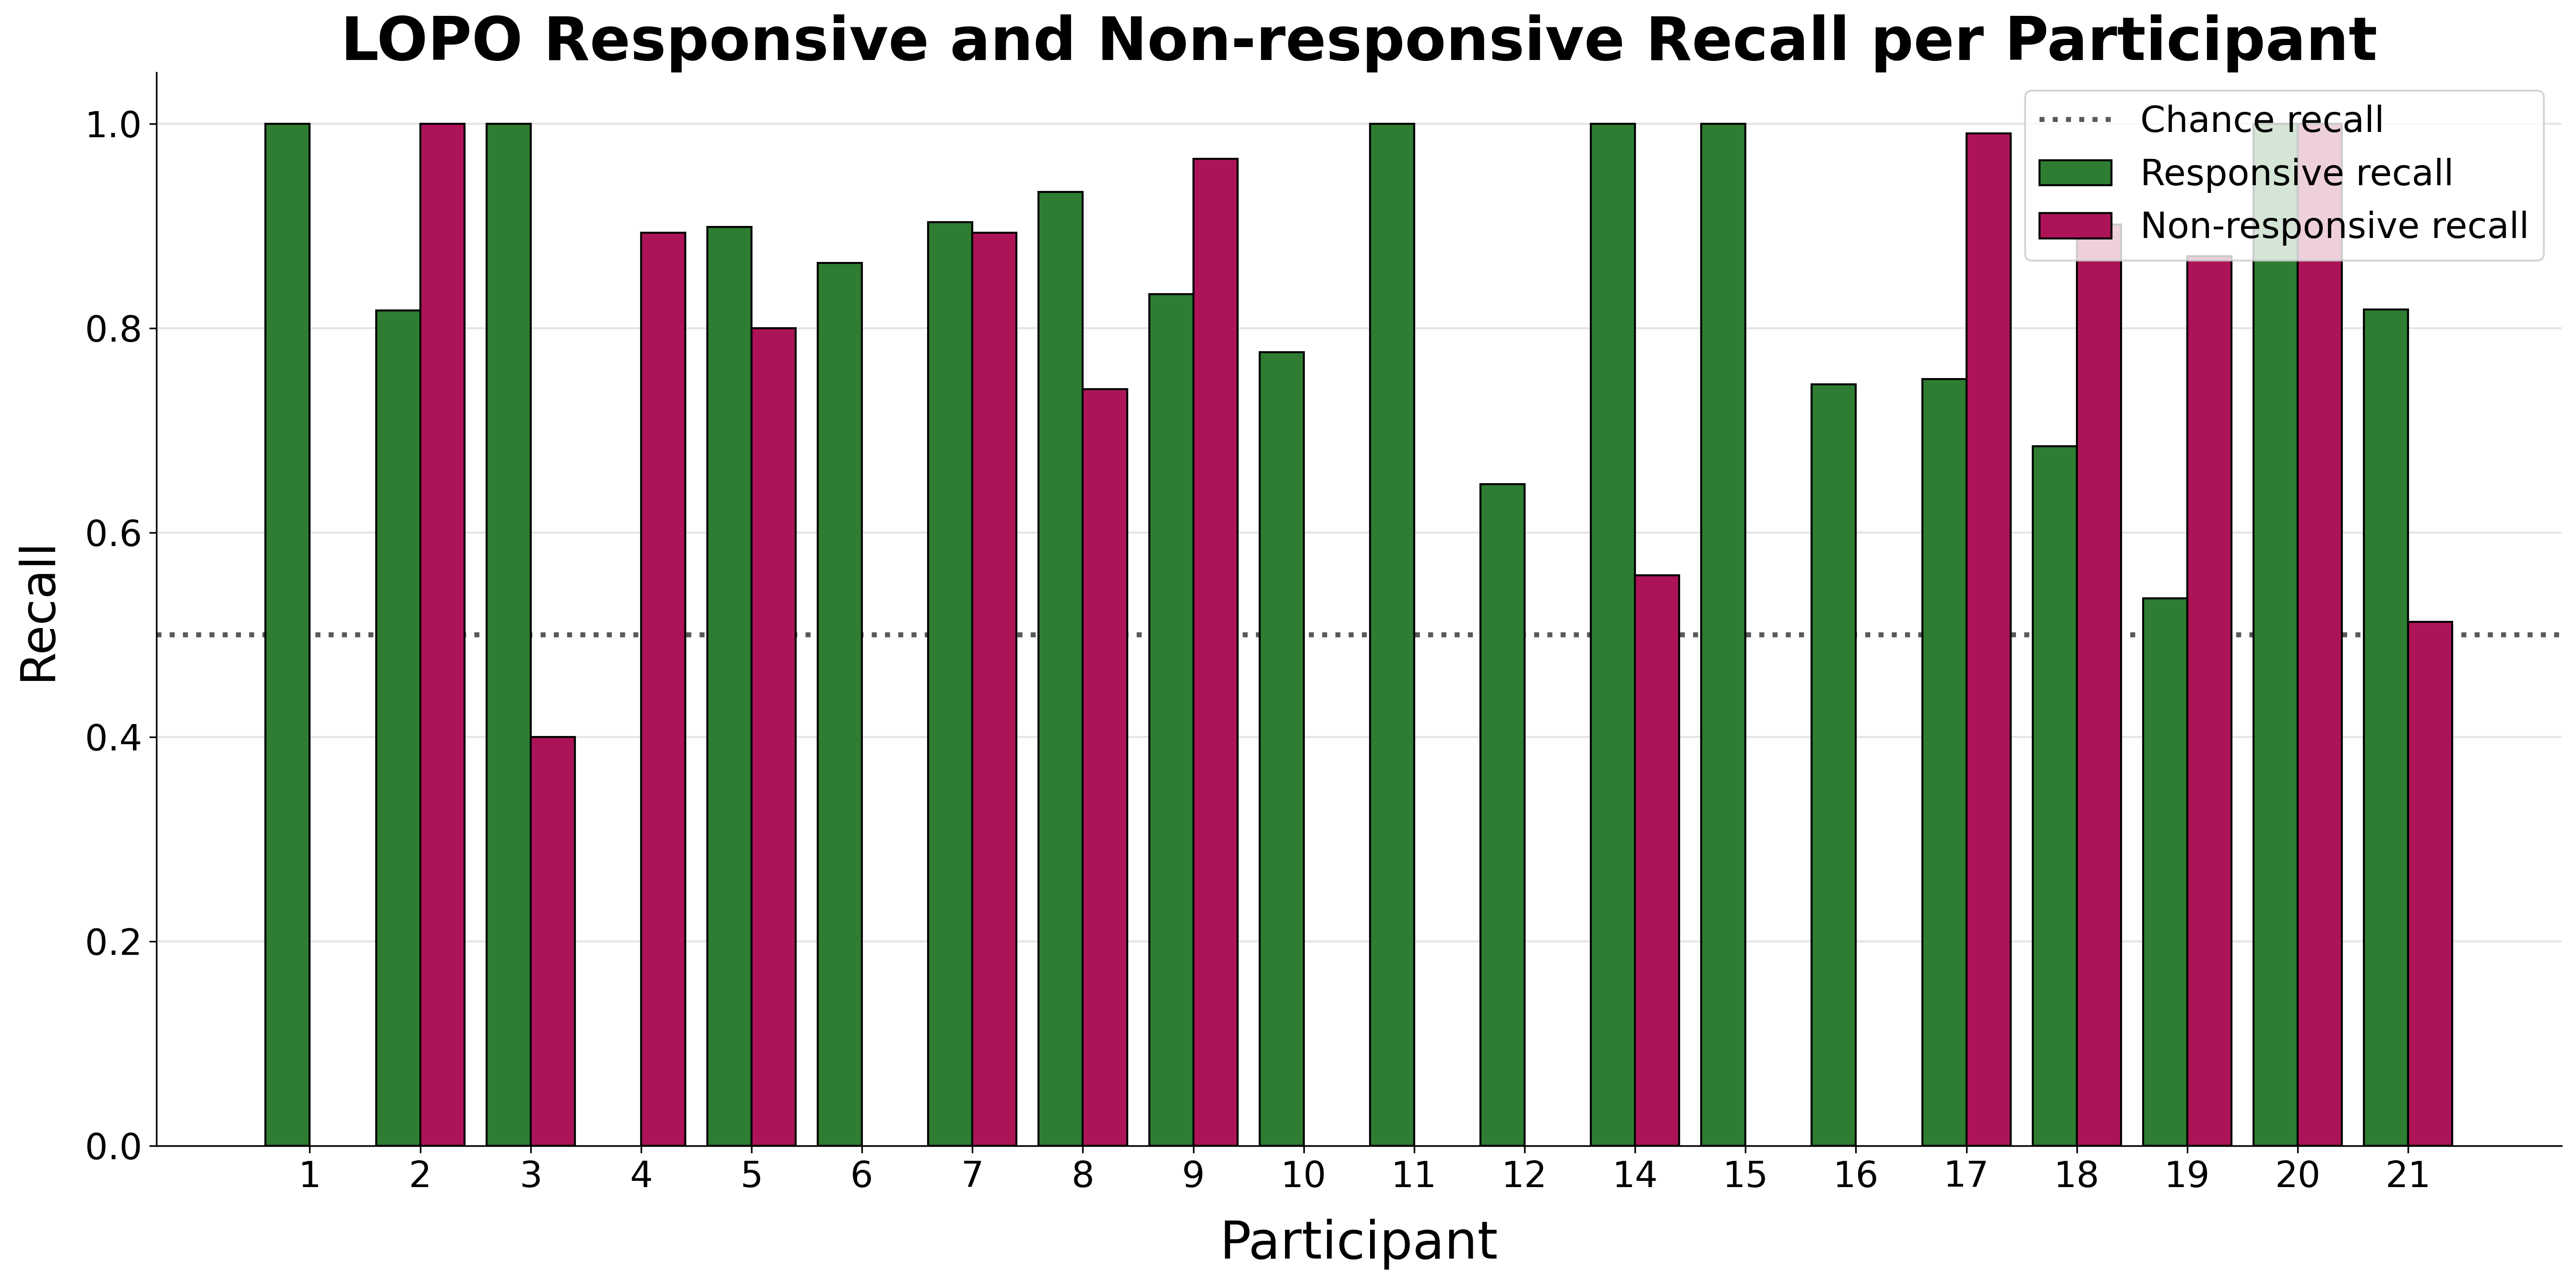 LOPO Responsive and Non-responsive Recall per Participant
Chance recall
Responsive recall
Non-responsive recall
Recall
1.0
0.8
0.6
0.4
0.2
0.0
1 2 3 4 5 6 7 8 9 10 11 12 14 15 16 17 18 19 20 21
Participant